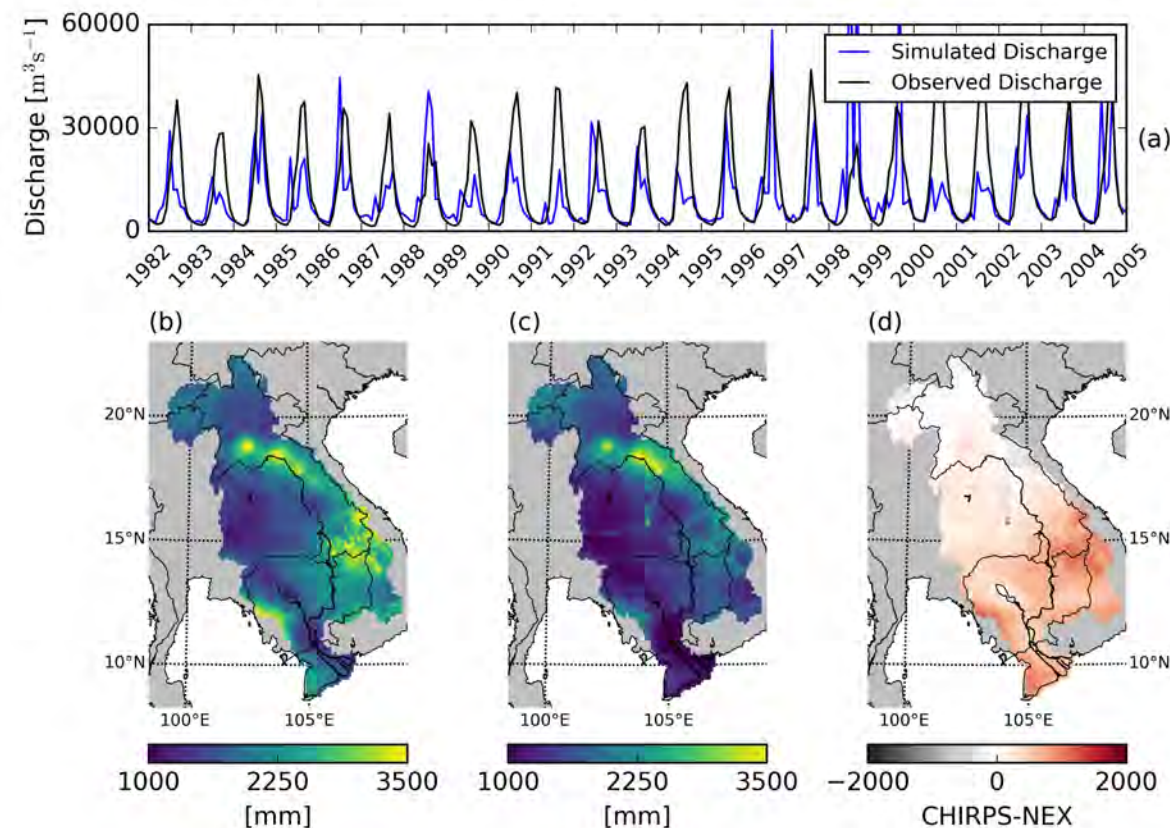 60000
30000
0
Discharge [m³s⁻¹]
Simulated Discharge
Observed Discharge
(a)
1982 1983 1984 1985 1986 1987 1988 1989 1990 1991 1992 1993 1994 1995 1996 1997 1998 1999 2000 2001 2002 2003 2004 2005
(b) (c) (d)
20°N 20°N
15°N 15°N
10°N 10°N
100°E 105°E 100°E 105°E 100°E 105°E
1000 2250 3500 1000 2250 3500 −2000 0 2000
[mm] [mm] CHIRPS-NEX